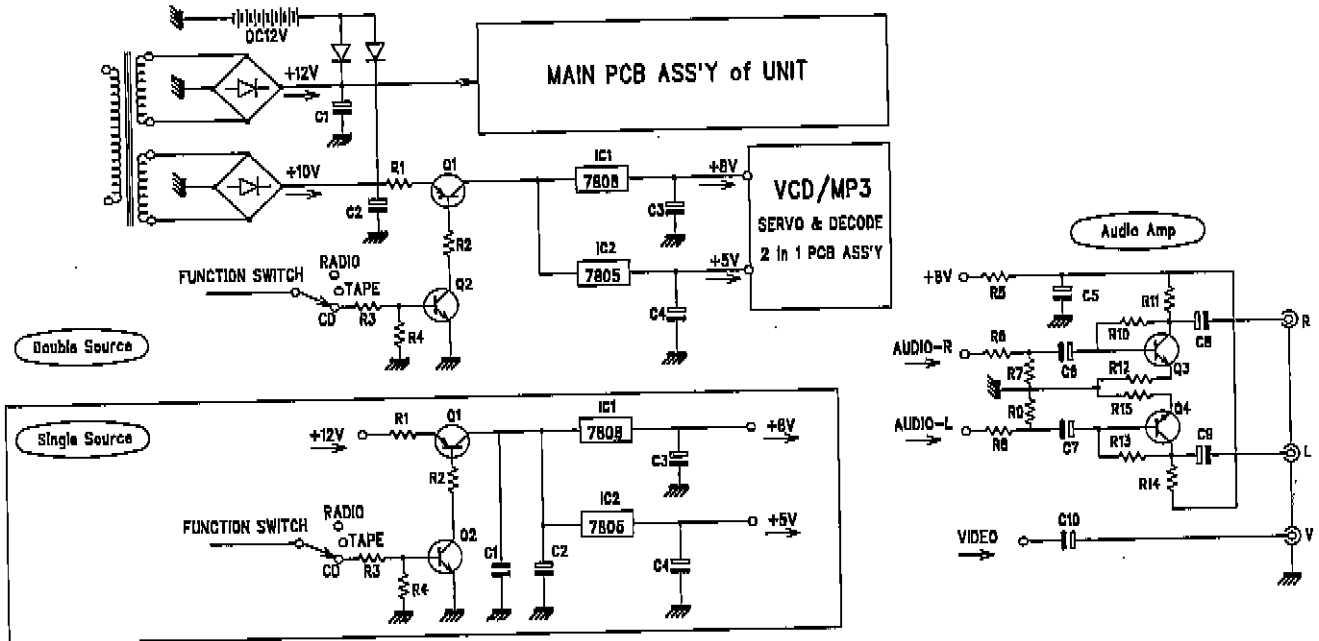 DC12V
+12V
C1
MAIN PCB ASS'Y of UNIT
+10V
R1
Q1
C2
R2
IC1
7808
+8V
C3
IC2
7805
+5V
C4
VCD/MP3
SERVO & DECODE
2 in 1 PCB ASS'Y
FUNCTION SWITCH
RADIO
TAPE
CD
R3
R4
Q2
Double Source
Single Source
+12V
R1
Q1
R2
IC1
7808
+8V
C3
IC2
7805
+5V
C4
FUNCTION SWITCH
RADIO
TAPE
CD
R3
R4
Q2
C1
C2
Audio Amp
+8V
R5
C5
R11
R10
C8
R
AUDIO-R
R6
R7
C6
Q3
R12
R15
AUDIO-L
R8
C7
Q4
R13
C9
L
R14
VIDEO
C10
V